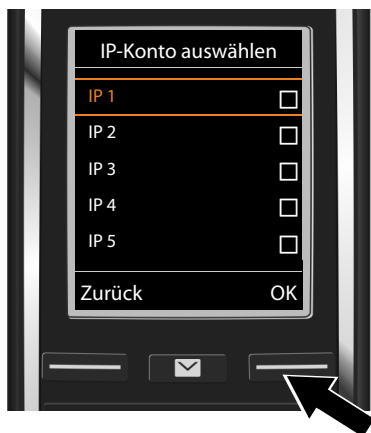 IP-Konto auswählen
IP 1
IP 2
IP 3
IP 4
IP 5
Zurück OK